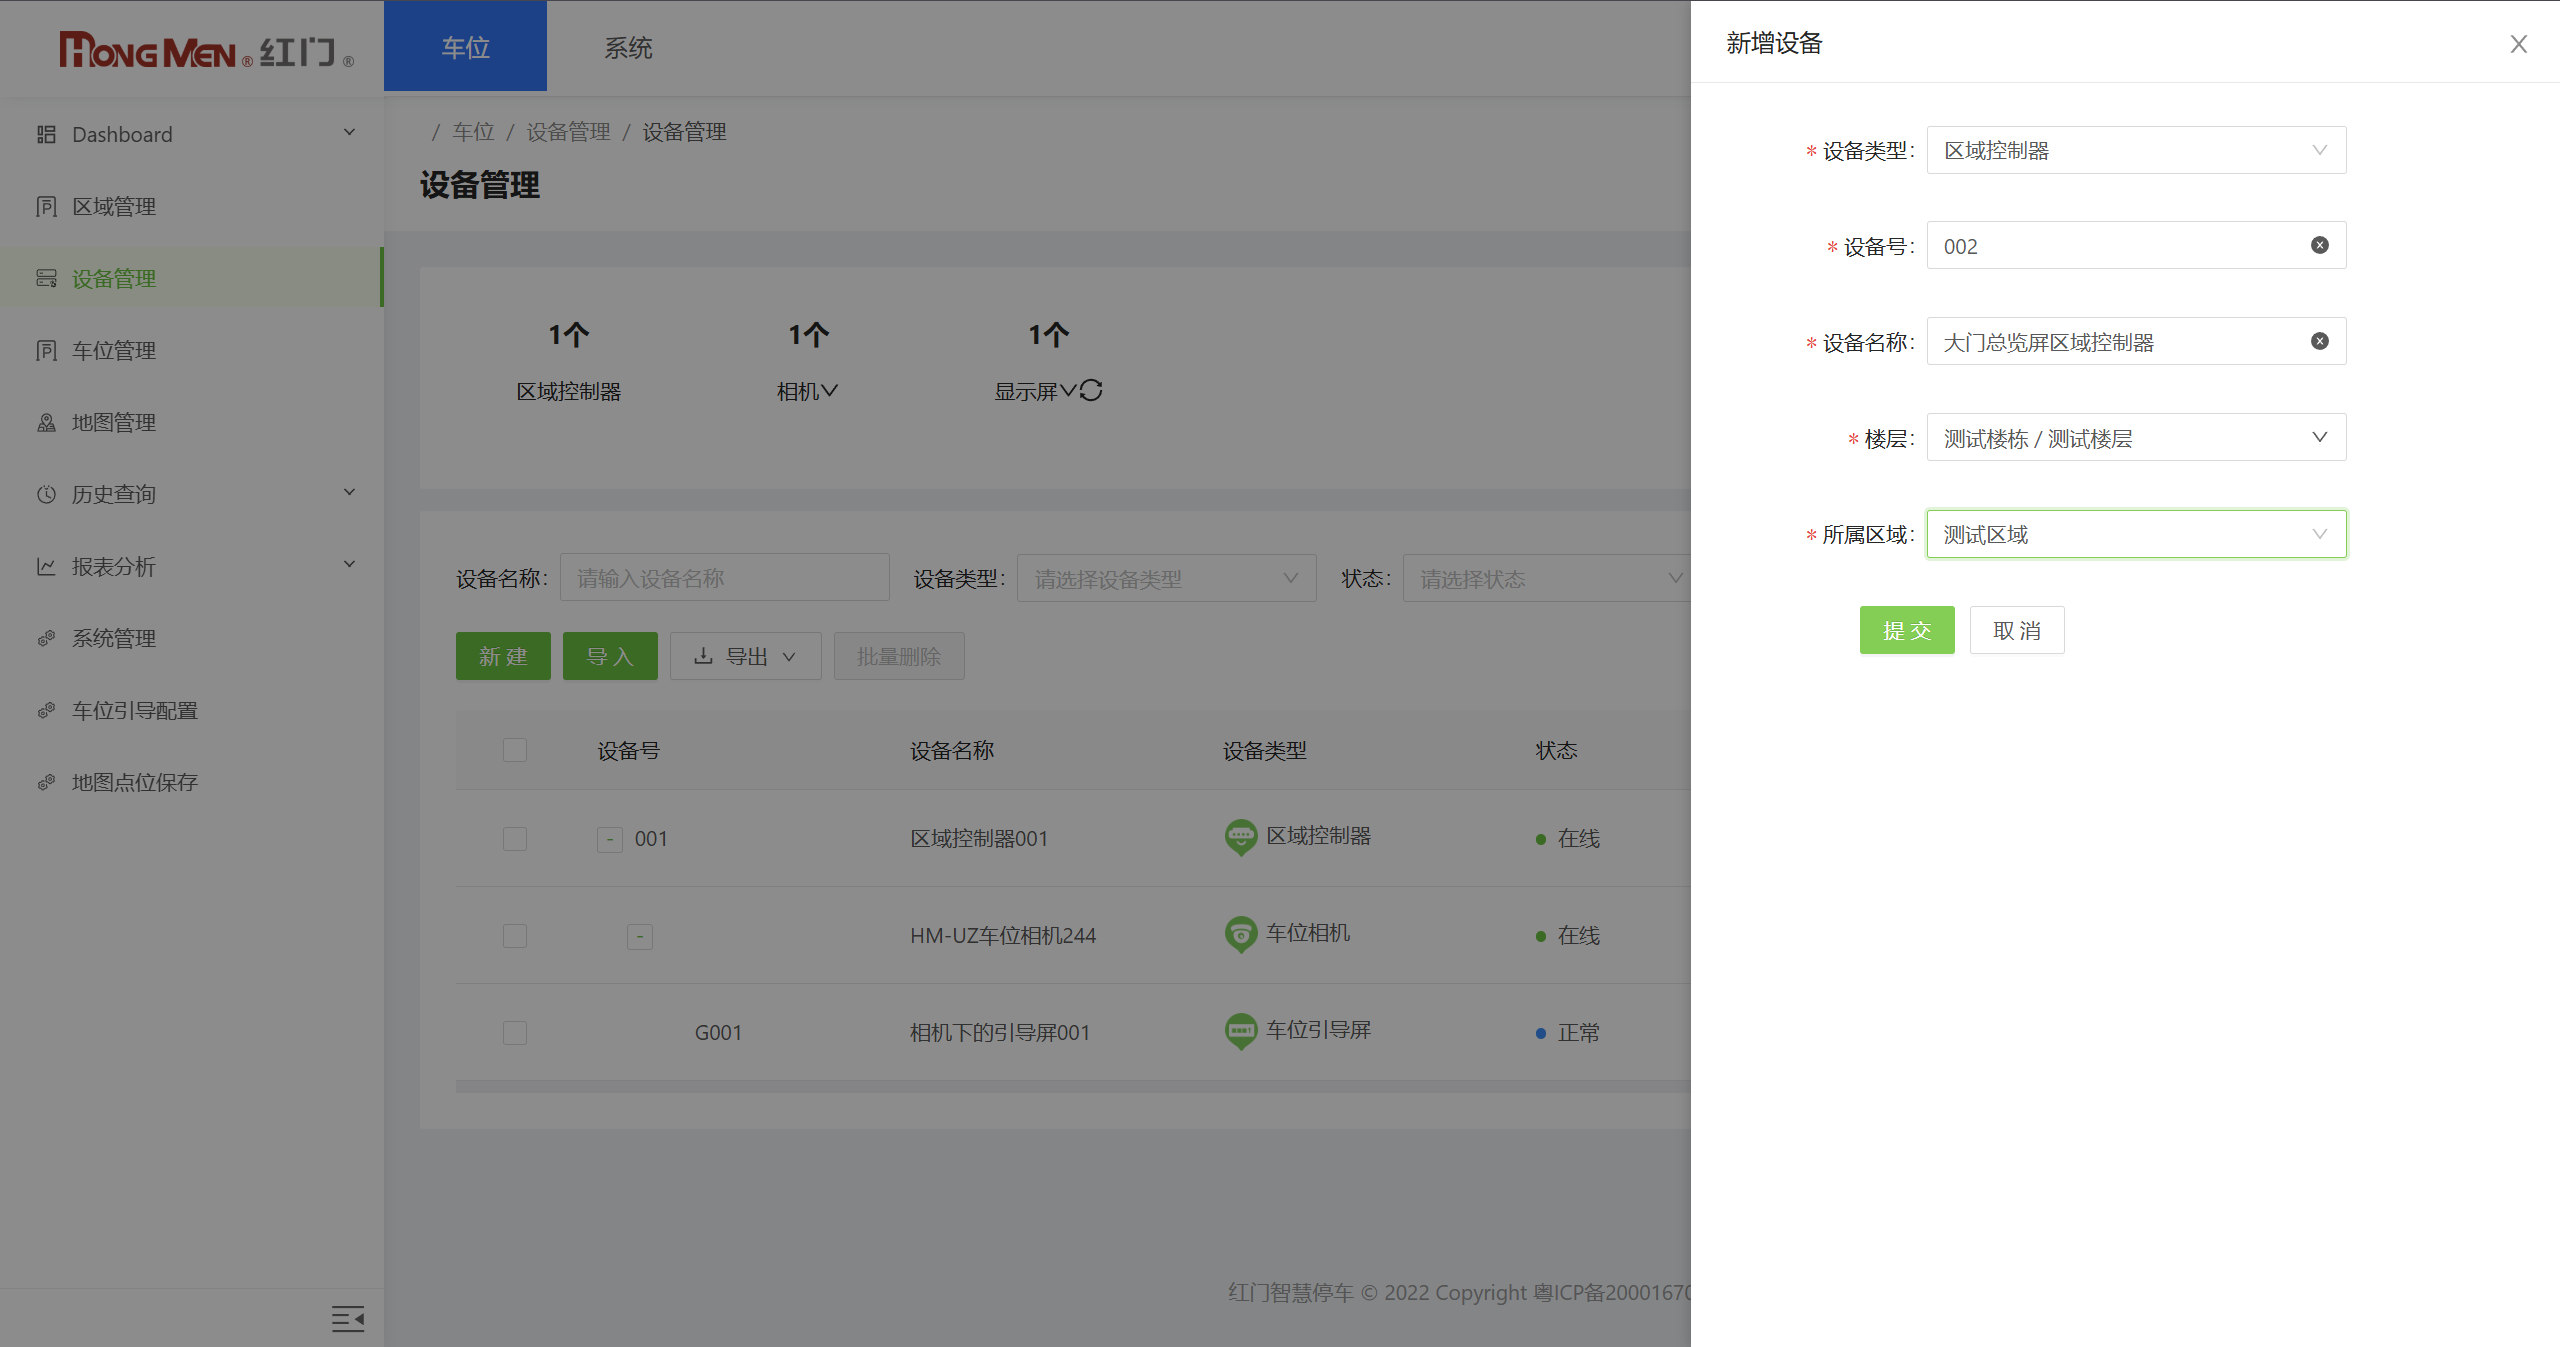 HONGMEN® 红门®
车位
系统
Dashboard
区域管理
设备管理
车位管理
地图管理
历史查询
报表分析
系统管理
车位引导配置
地图点位保存
/ 车位 / 设备管理 / 设备管理
设备管理
1个
1个
1个
区域控制器
相机
显示屏
设备名称: 请输入设备名称
设备类型: 请选择设备类型
状态: 请选择状态
新 建
导 入
导出
批量删除
设备号 设备名称 设备类型 状态
- 001 区域控制器001 区域控制器 在线
- HM-UZ车位相机244 车位相机 在线
G001 相机下的引导屏001 车位引导屏 正常
红门智慧停车 © 2022 Copyright 粤ICP备20001670
新增设备
* 设备类型: 区域控制器
* 设备号: 002
* 设备名称: 大门总览屏区域控制器
* 楼层: 测试楼栋 / 测试楼层
* 所属区域: 测试区域
提 交
取 消